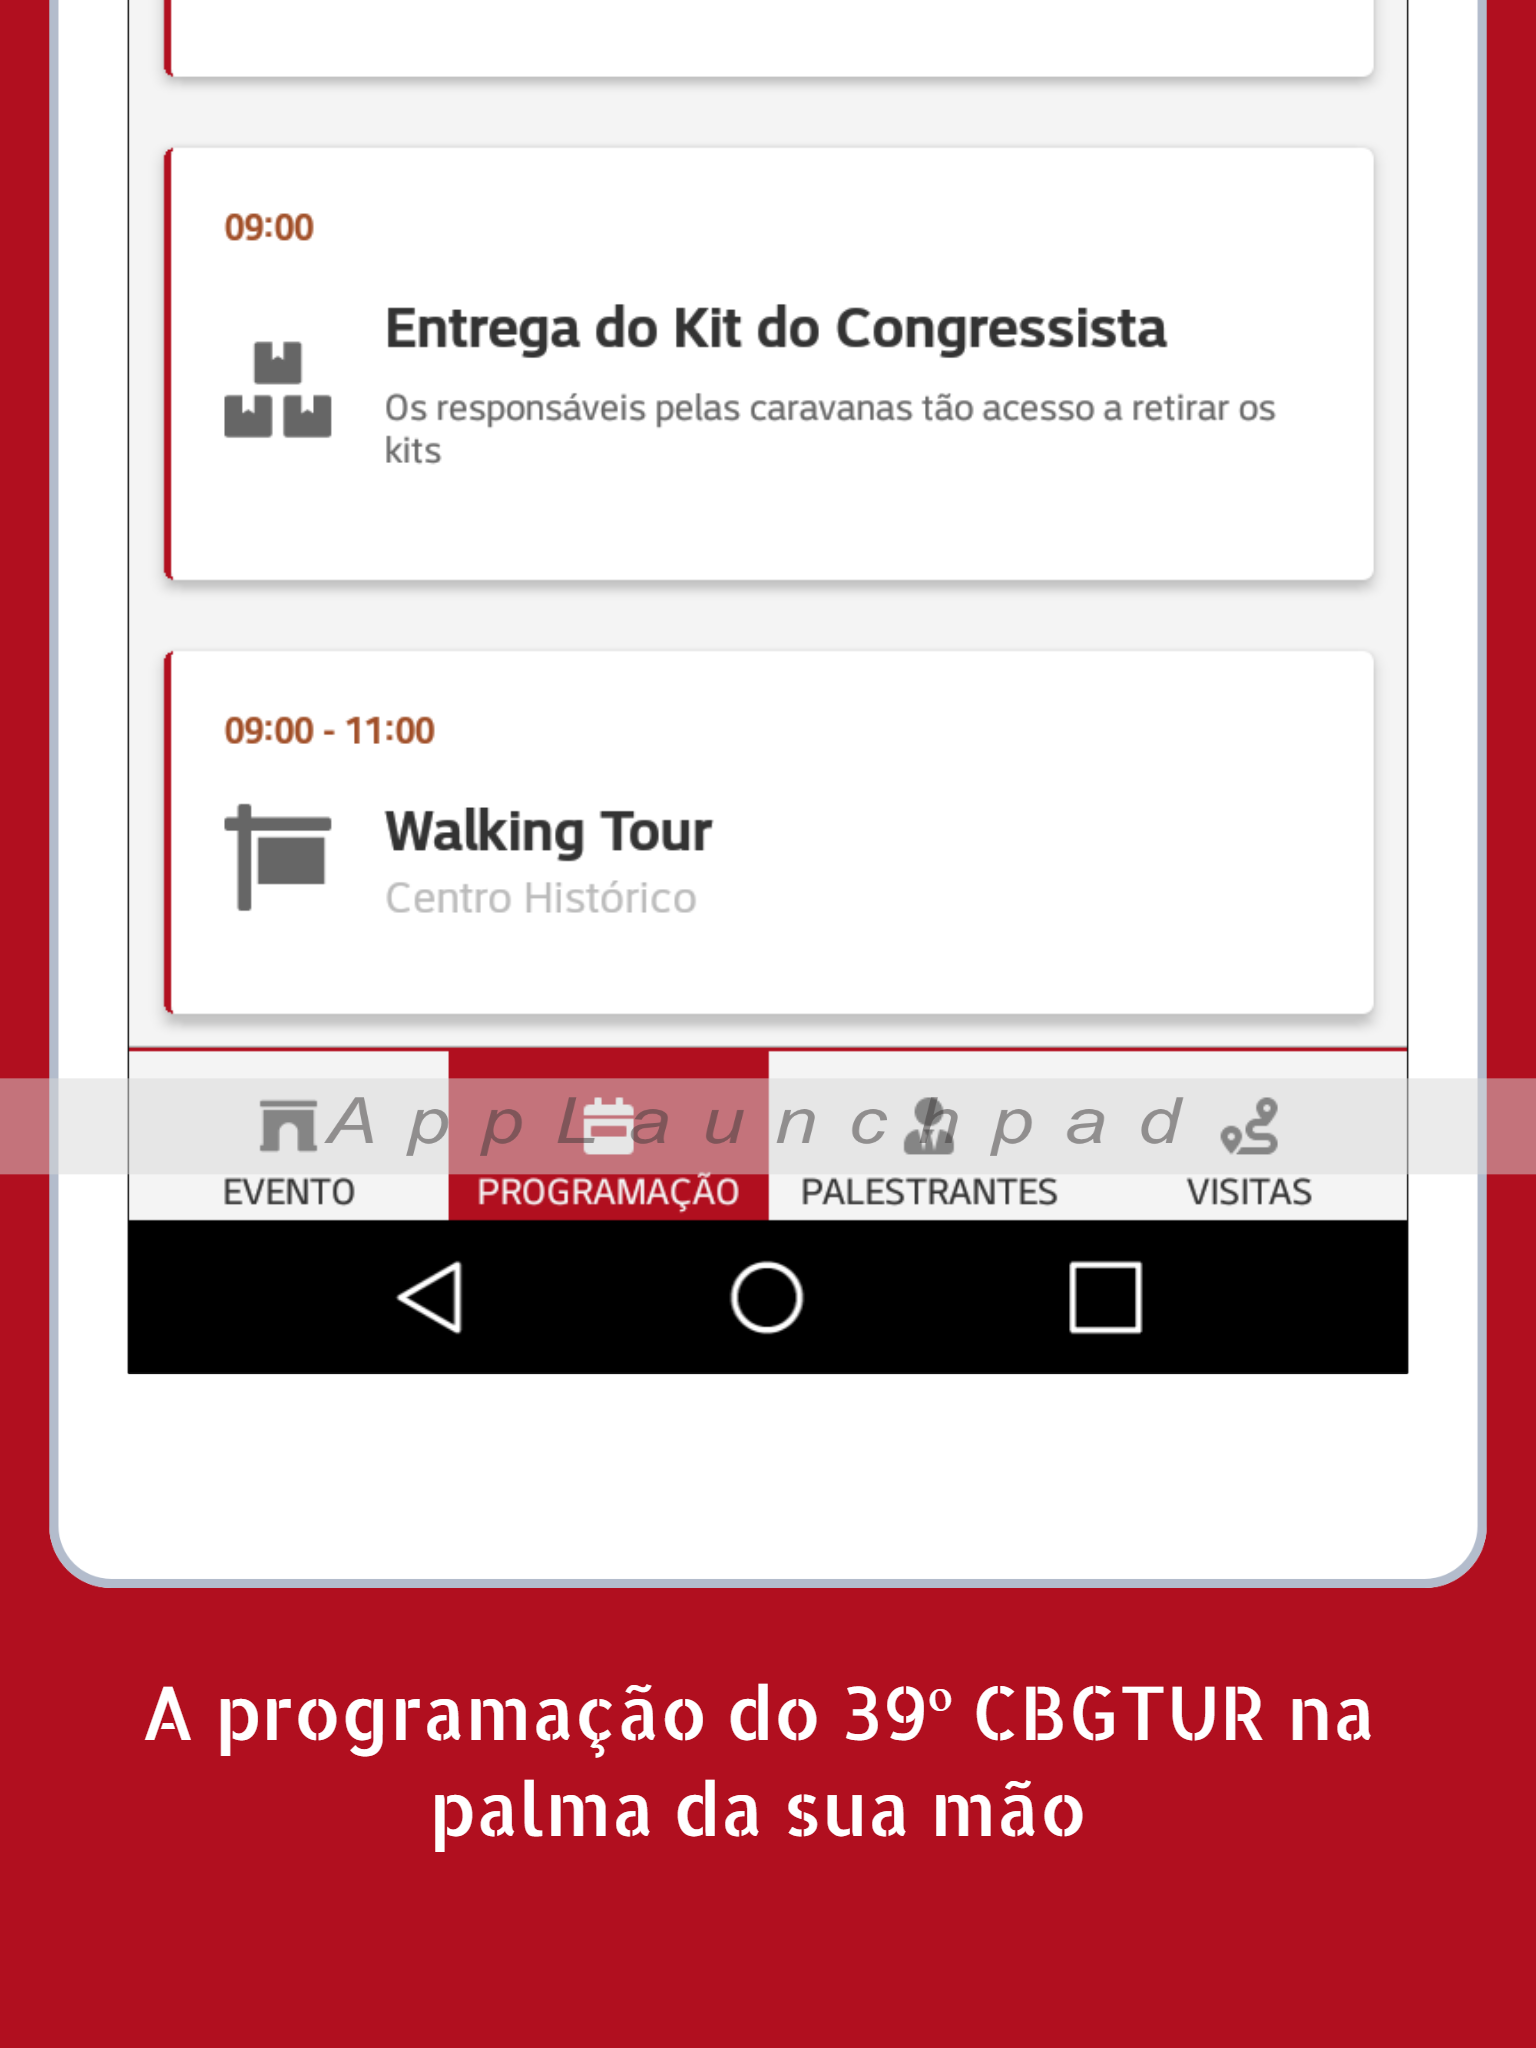 09:00
Entrega do Kit do Congressista
Os responsáveis pelas caravanas tão acesso a retirar os
kits
09:00 - 11:00
Walking Tour
Centro Histórico
AppLaunchpad
EVENTO
PROGRAMAÇÃO
PALESTRANTES
VISITAS
A programação do 39º CBGTUR na
palma da sua mão